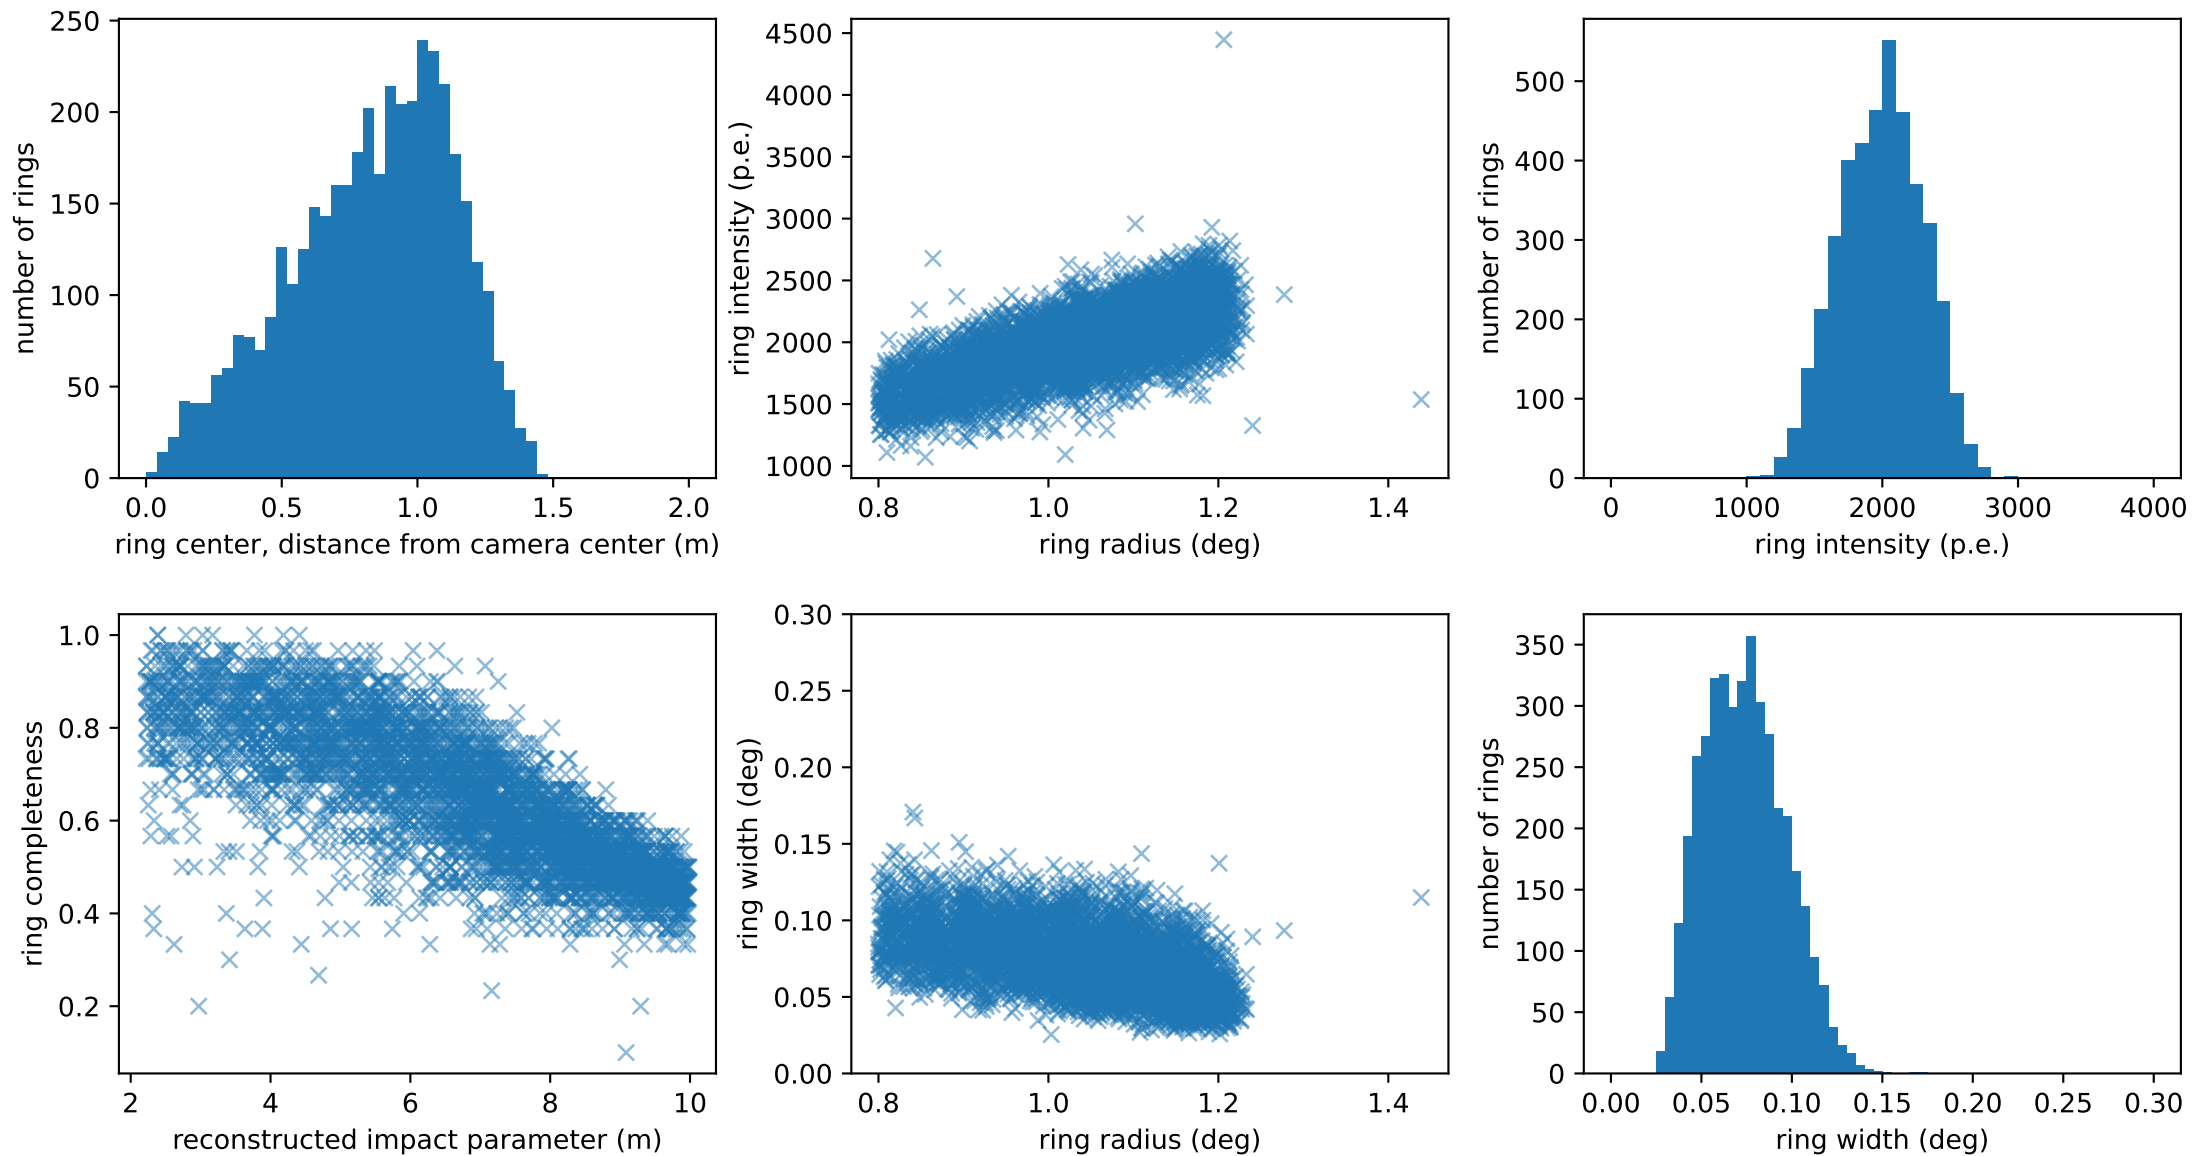 250
200
150
100
50
0
number of rings
0.0 0.5 1.0 1.5 2.0
ring center, distance from camera center (m)
4500
4000
3500
3000
2500
2000
1500
1000
ring intensity (p.e.)
0.8 1.0 1.2 1.4
ring radius (deg)
500
400
300
200
100
0
number of rings
0 1000 2000 3000 4000
ring intensity (p.e.)
1.0
0.8
0.6
0.4
0.2
ring completeness
2 4 6 8 10
reconstructed impact parameter (m)
0.30
0.25
0.20
0.15
0.10
0.05
0.00
ring width (deg)
0.8 1.0 1.2 1.4
ring radius (deg)
350
300
250
200
150
100
50
0
number of rings
0.00 0.05 0.10 0.15 0.20 0.25 0.30
ring width (deg)